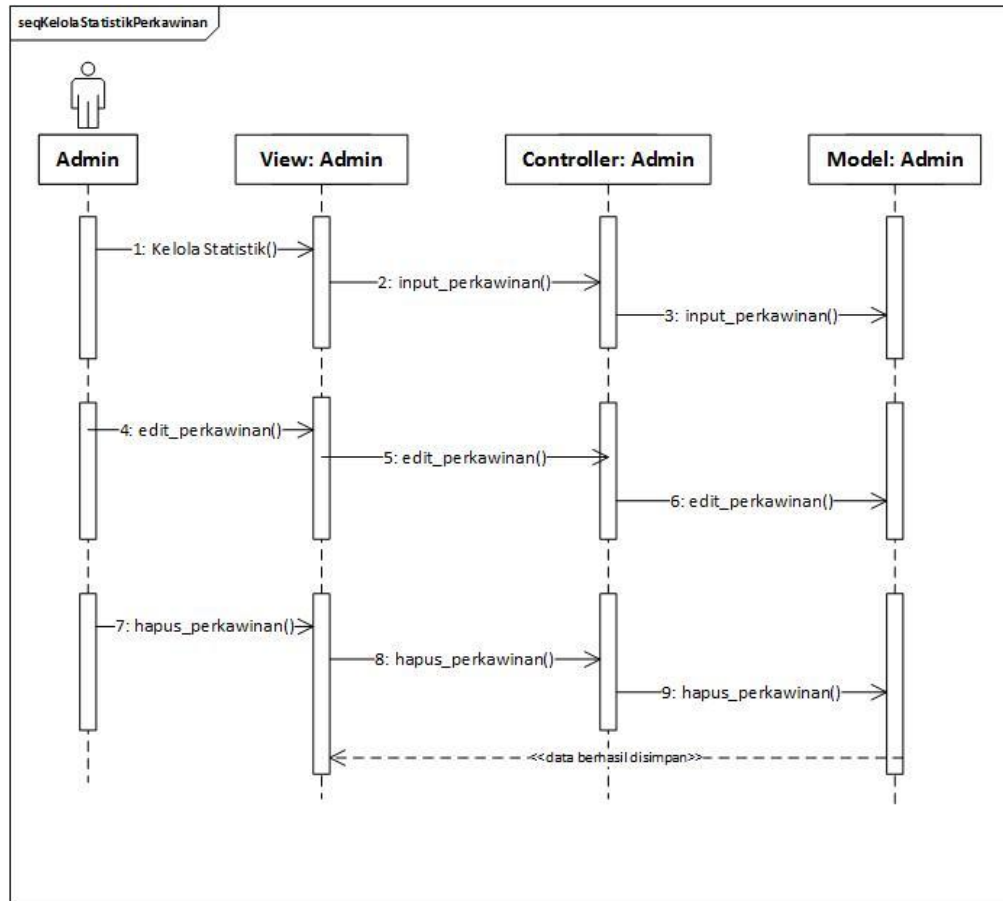 seqKelolaStatistikPerkawinan
Admin
View: Admin
Controller: Admin
Model: Admin
1: Kelola Statistik()
2: input_perkawinan()
3: input_perkawinan()
4: edit_perkawinan()
5: edit_perkawinan()
6: edit_perkawinan()
7: hapus_perkawinan()
8: hapus_perkawinan()
9: hapus_perkawinan()
<<data berhasil disimpan>>